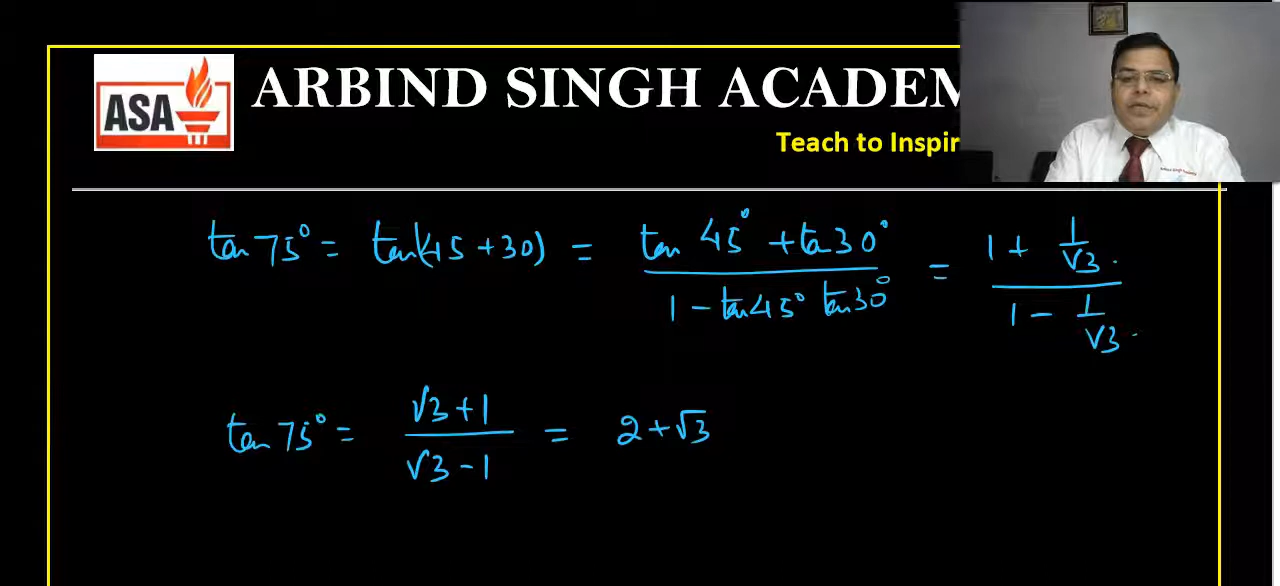 ASA
ARBIND SINGH ACADEM
Teach to Inspir
tan 75° = tan(45 + 30) = (tan 45° + ta 30°) / (1 - tan 45° tan 30°) = (1 + 1/√3) / (1 - 1/√3)
tan 75° = (√3 + 1) / (√3 - 1) = 2 + √3